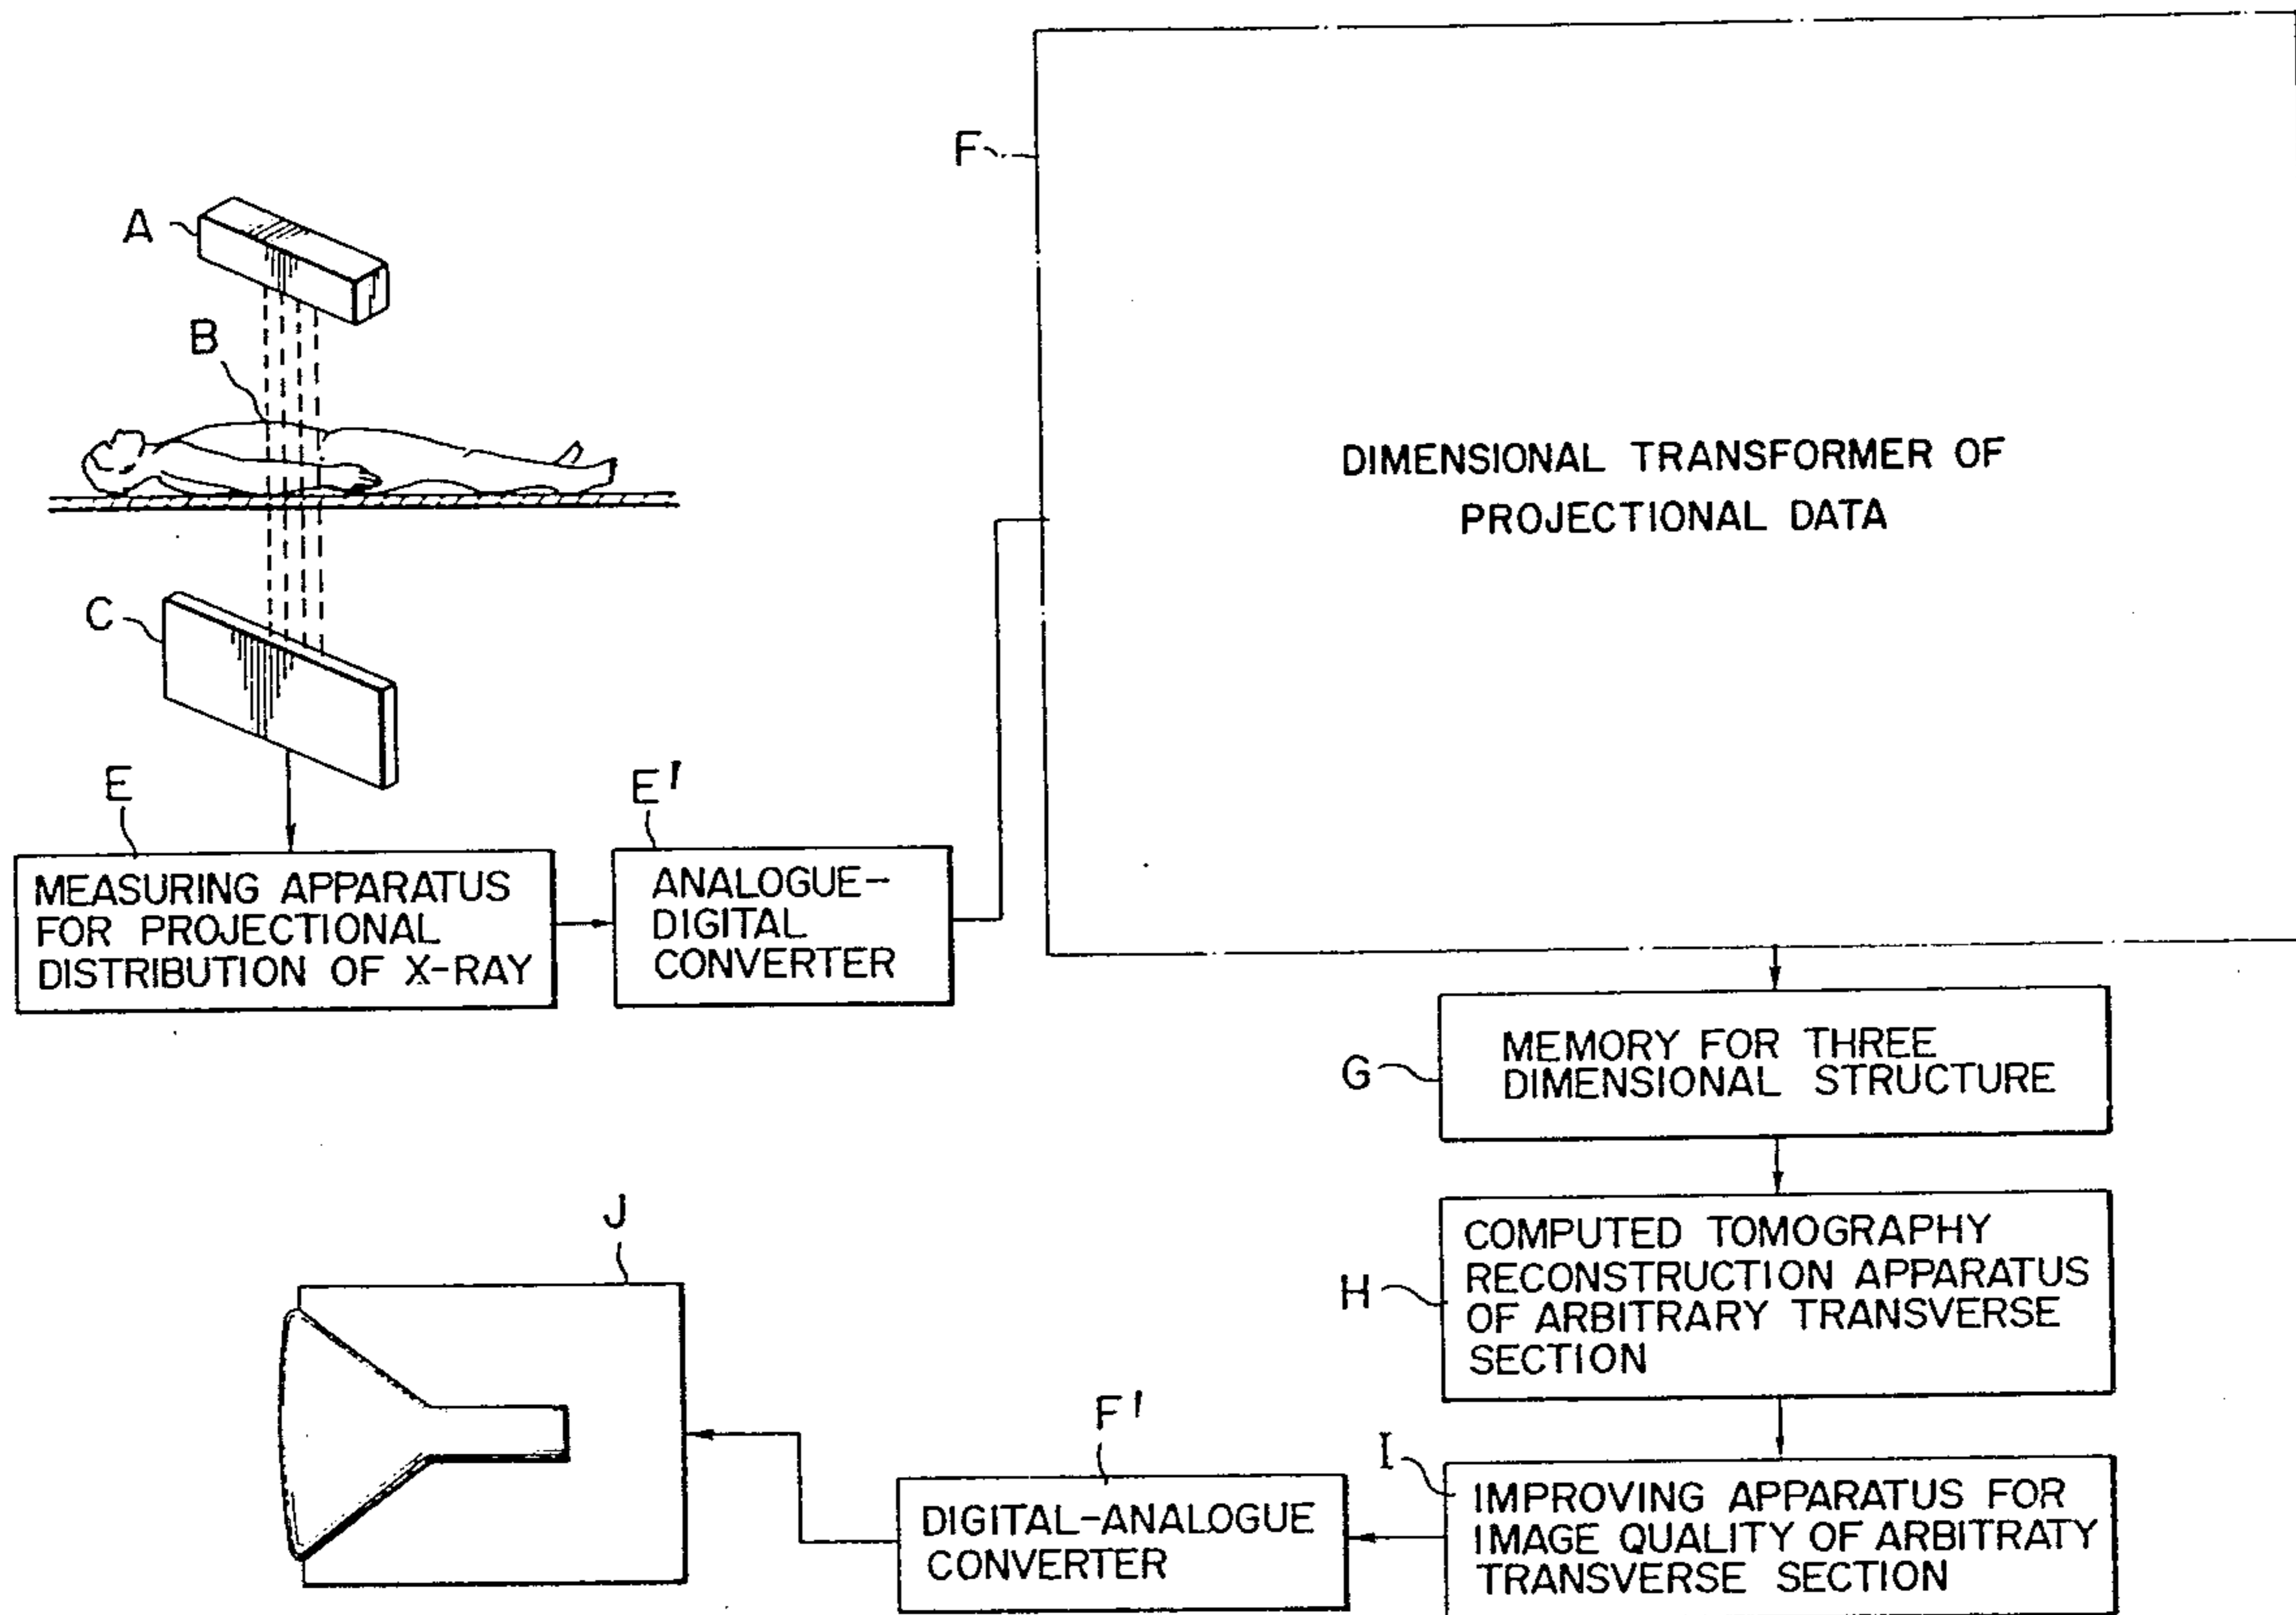 F
A
B
C
DIMENSIONAL TRANSFORMER OF
PROJECTIONAL DATA
E
E'
MEASURING APPARATUS
FOR PROJECTIONAL
DISTRIBUTION OF X-RAY
ANALOGUE-
DIGITAL
CONVERTER
G
MEMORY FOR THREE
DIMENSIONAL STRUCTURE
H
COMPUTED TOMOGRAPHY
RECONSTRUCTION APPARATUS
OF ARBITRARY TRANSVERSE
SECTION
J
F'
DIGITAL-ANALOGUE
CONVERTER
I
IMPROVING APPARATUS FOR
IMAGE QUALITY OF ARBITRATY
TRANSVERSE SECTION